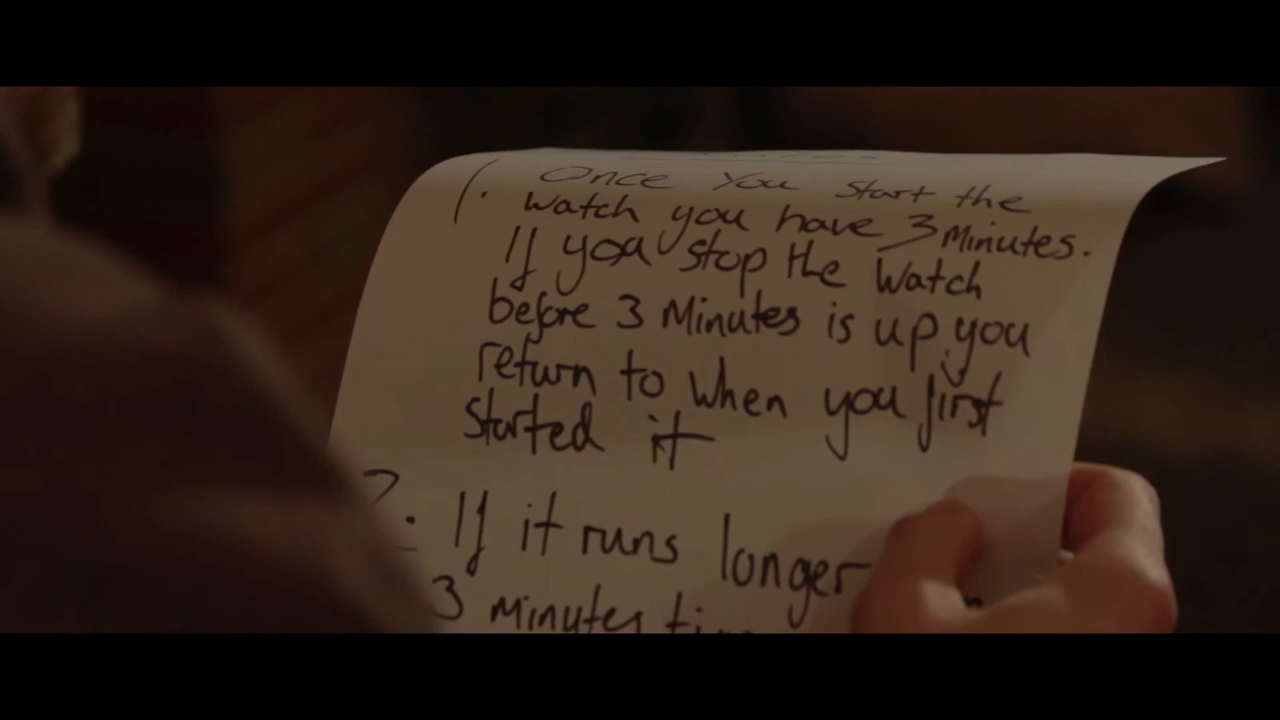 1. Once You start the
watch you have 3 Minutes.
If you stop the Watch
before 3 Minutes is up you
return to when you first
started it
2. If it runs longer
3 Minutes